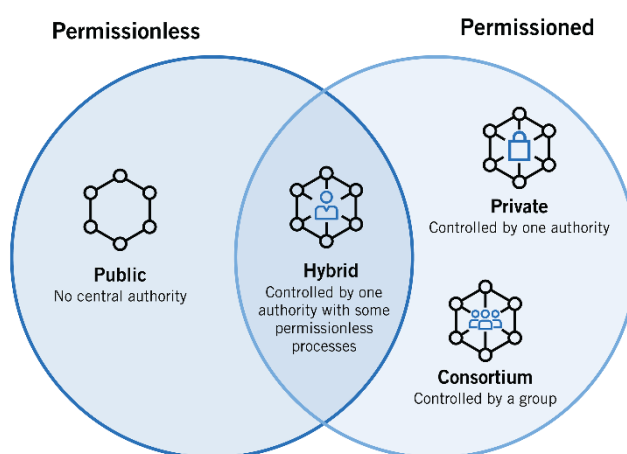 Permissionless
Permissioned
Public
No central authority
Hybrid
Controlled by one
authority with some
permissionless
processes
Private
Controlled by one authority
Consortium
Controlled by a group